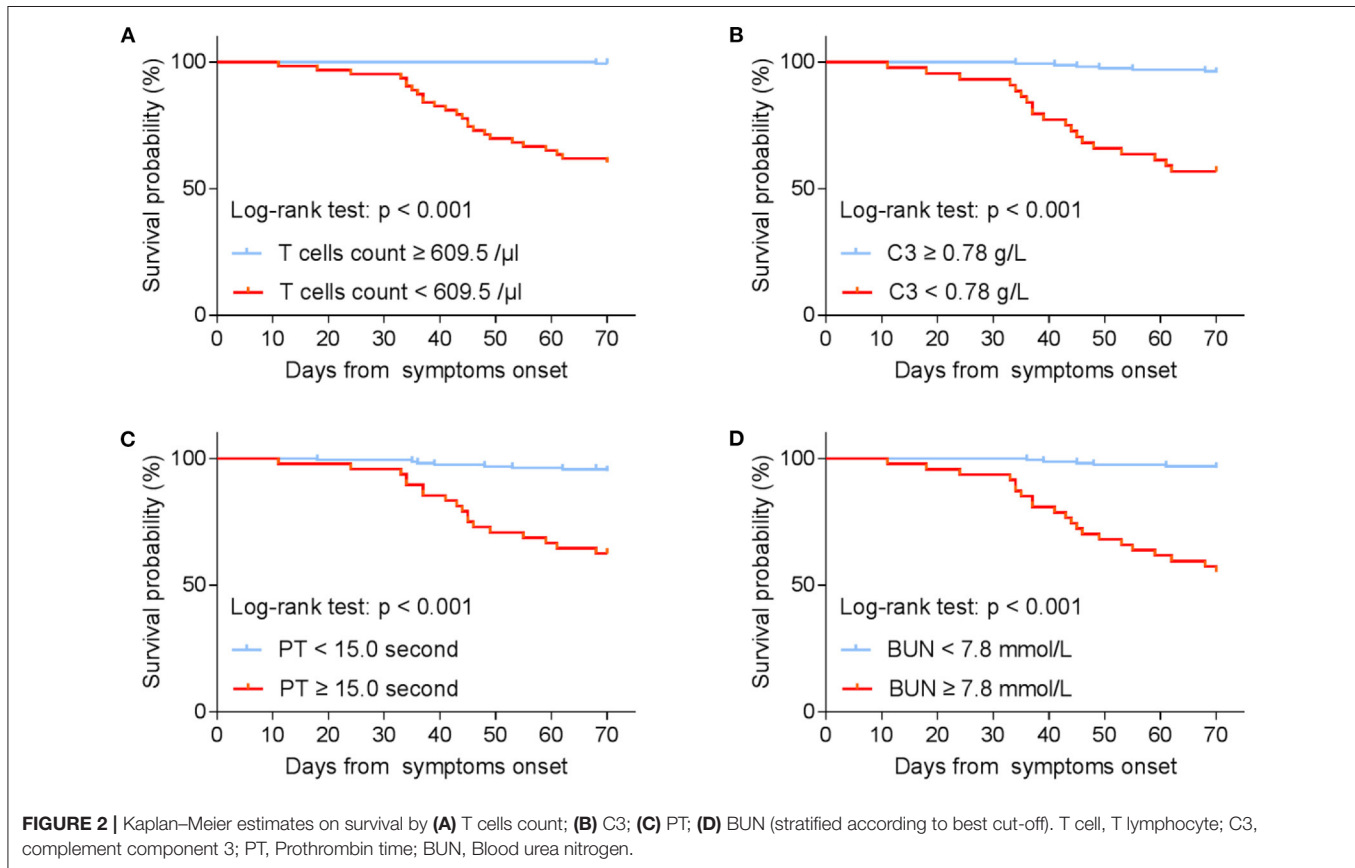 A
Survival probability (%)
100
50
0
Log-rank test: p < 0.001
T cells count ≥ 609.5 /µl
T cells count < 609.5 /µl
0 10 20 30 40 50 60 70
Days from symptoms onset
B
Survival probability (%)
100
50
0
Log-rank test: p < 0.001
C3 ≥ 0.78 g/L
C3 < 0.78 g/L
0 10 20 30 40 50 60 70
Days from symptoms onset
C
Survival probability (%)
100
50
0
Log-rank test: p < 0.001
PT < 15.0 second
PT ≥ 15.0 second
0 10 20 30 40 50 60 70
Days from symptoms onset
D
Survival probability (%)
100
50
0
Log-rank test: p < 0.001
BUN < 7.8 mmol/L
BUN ≥ 7.8 mmol/L
0 10 20 30 40 50 60 70
Days from symptoms onset
FIGURE 2 | Kaplan–Meier estimates on survival by (A) T cells count; (B) C3; (C) PT; (D) BUN (stratified according to best cut-off). T cell, T lymphocyte; C3,
complement component 3; PT, Prothrombin time; BUN, Blood urea nitrogen.